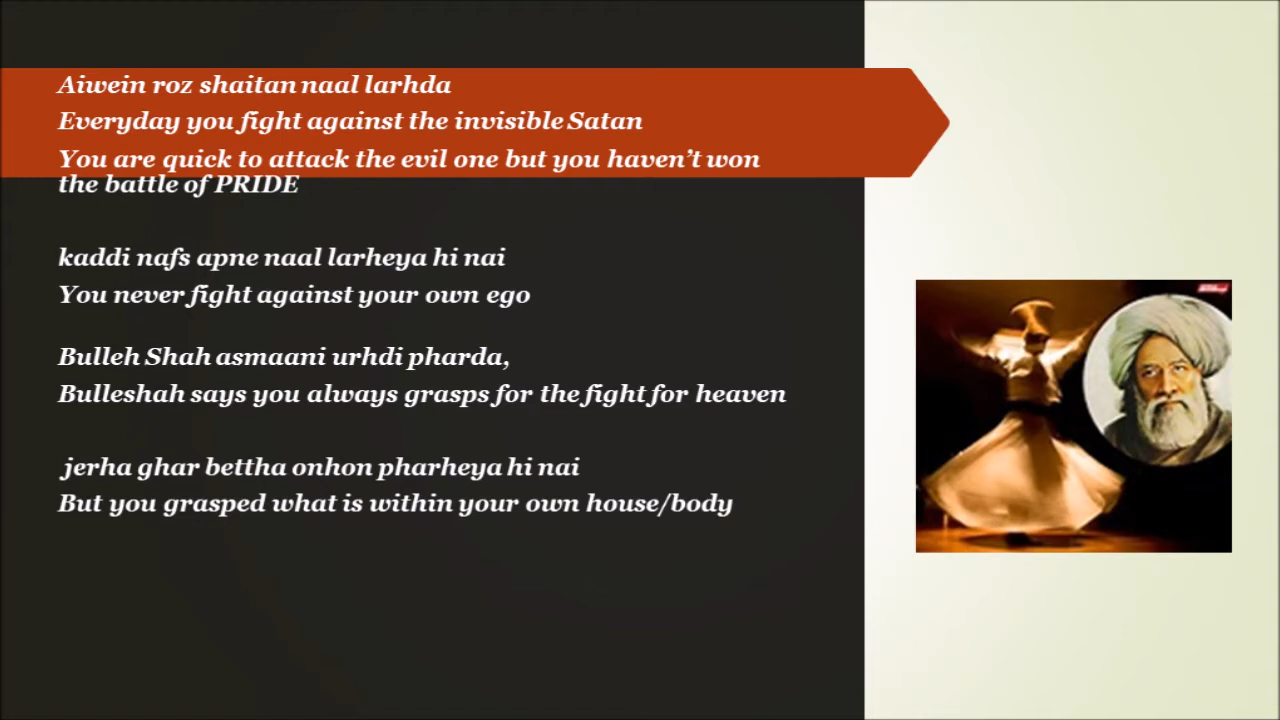 Aiwein roz shaitan naal larhda
Everyday you fight against the invisible Satan
You are quick to attack the evil one but you haven't won
the battle of PRIDE
kaddi nafs apne naal larheya hi nai
You never fight against your own ego
Bulleh Shah asmaani urhdi pharda,
Bulleshah says you always grasps for the fight for heaven
jerha ghar bettha onhon pharheya hi nai
But you grasped what is within your own house/body